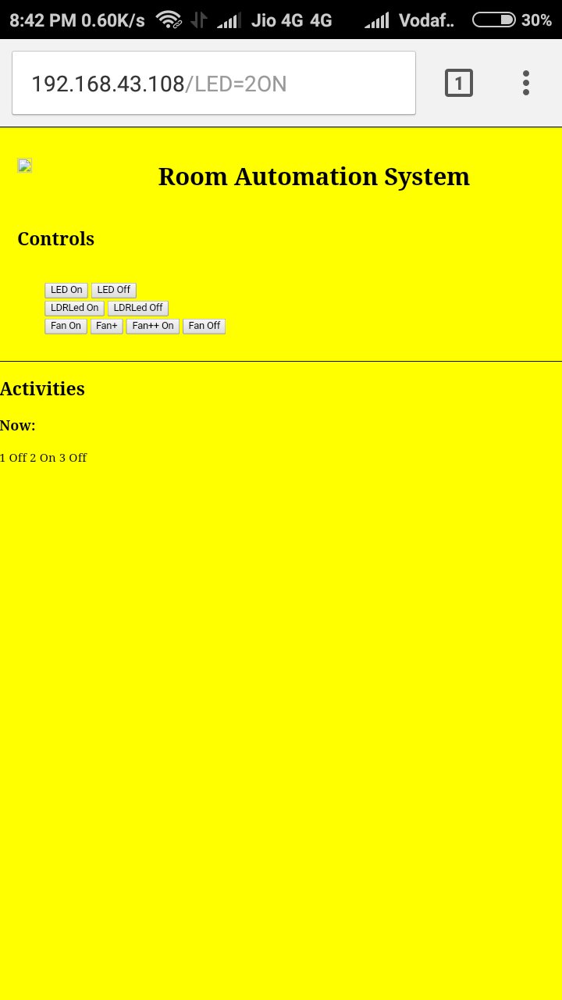 8:42 PM 0.60K/s Jio 4G 4G Vodaf.. 30%
192.168.43.108/LED=2ON 1
Room Automation System
Controls
LED On LED Off
LDRLed On LDRLed Off
Fan On Fan+ Fan++ On Fan Off
Activities
Now:
1 Off 2 On 3 Off